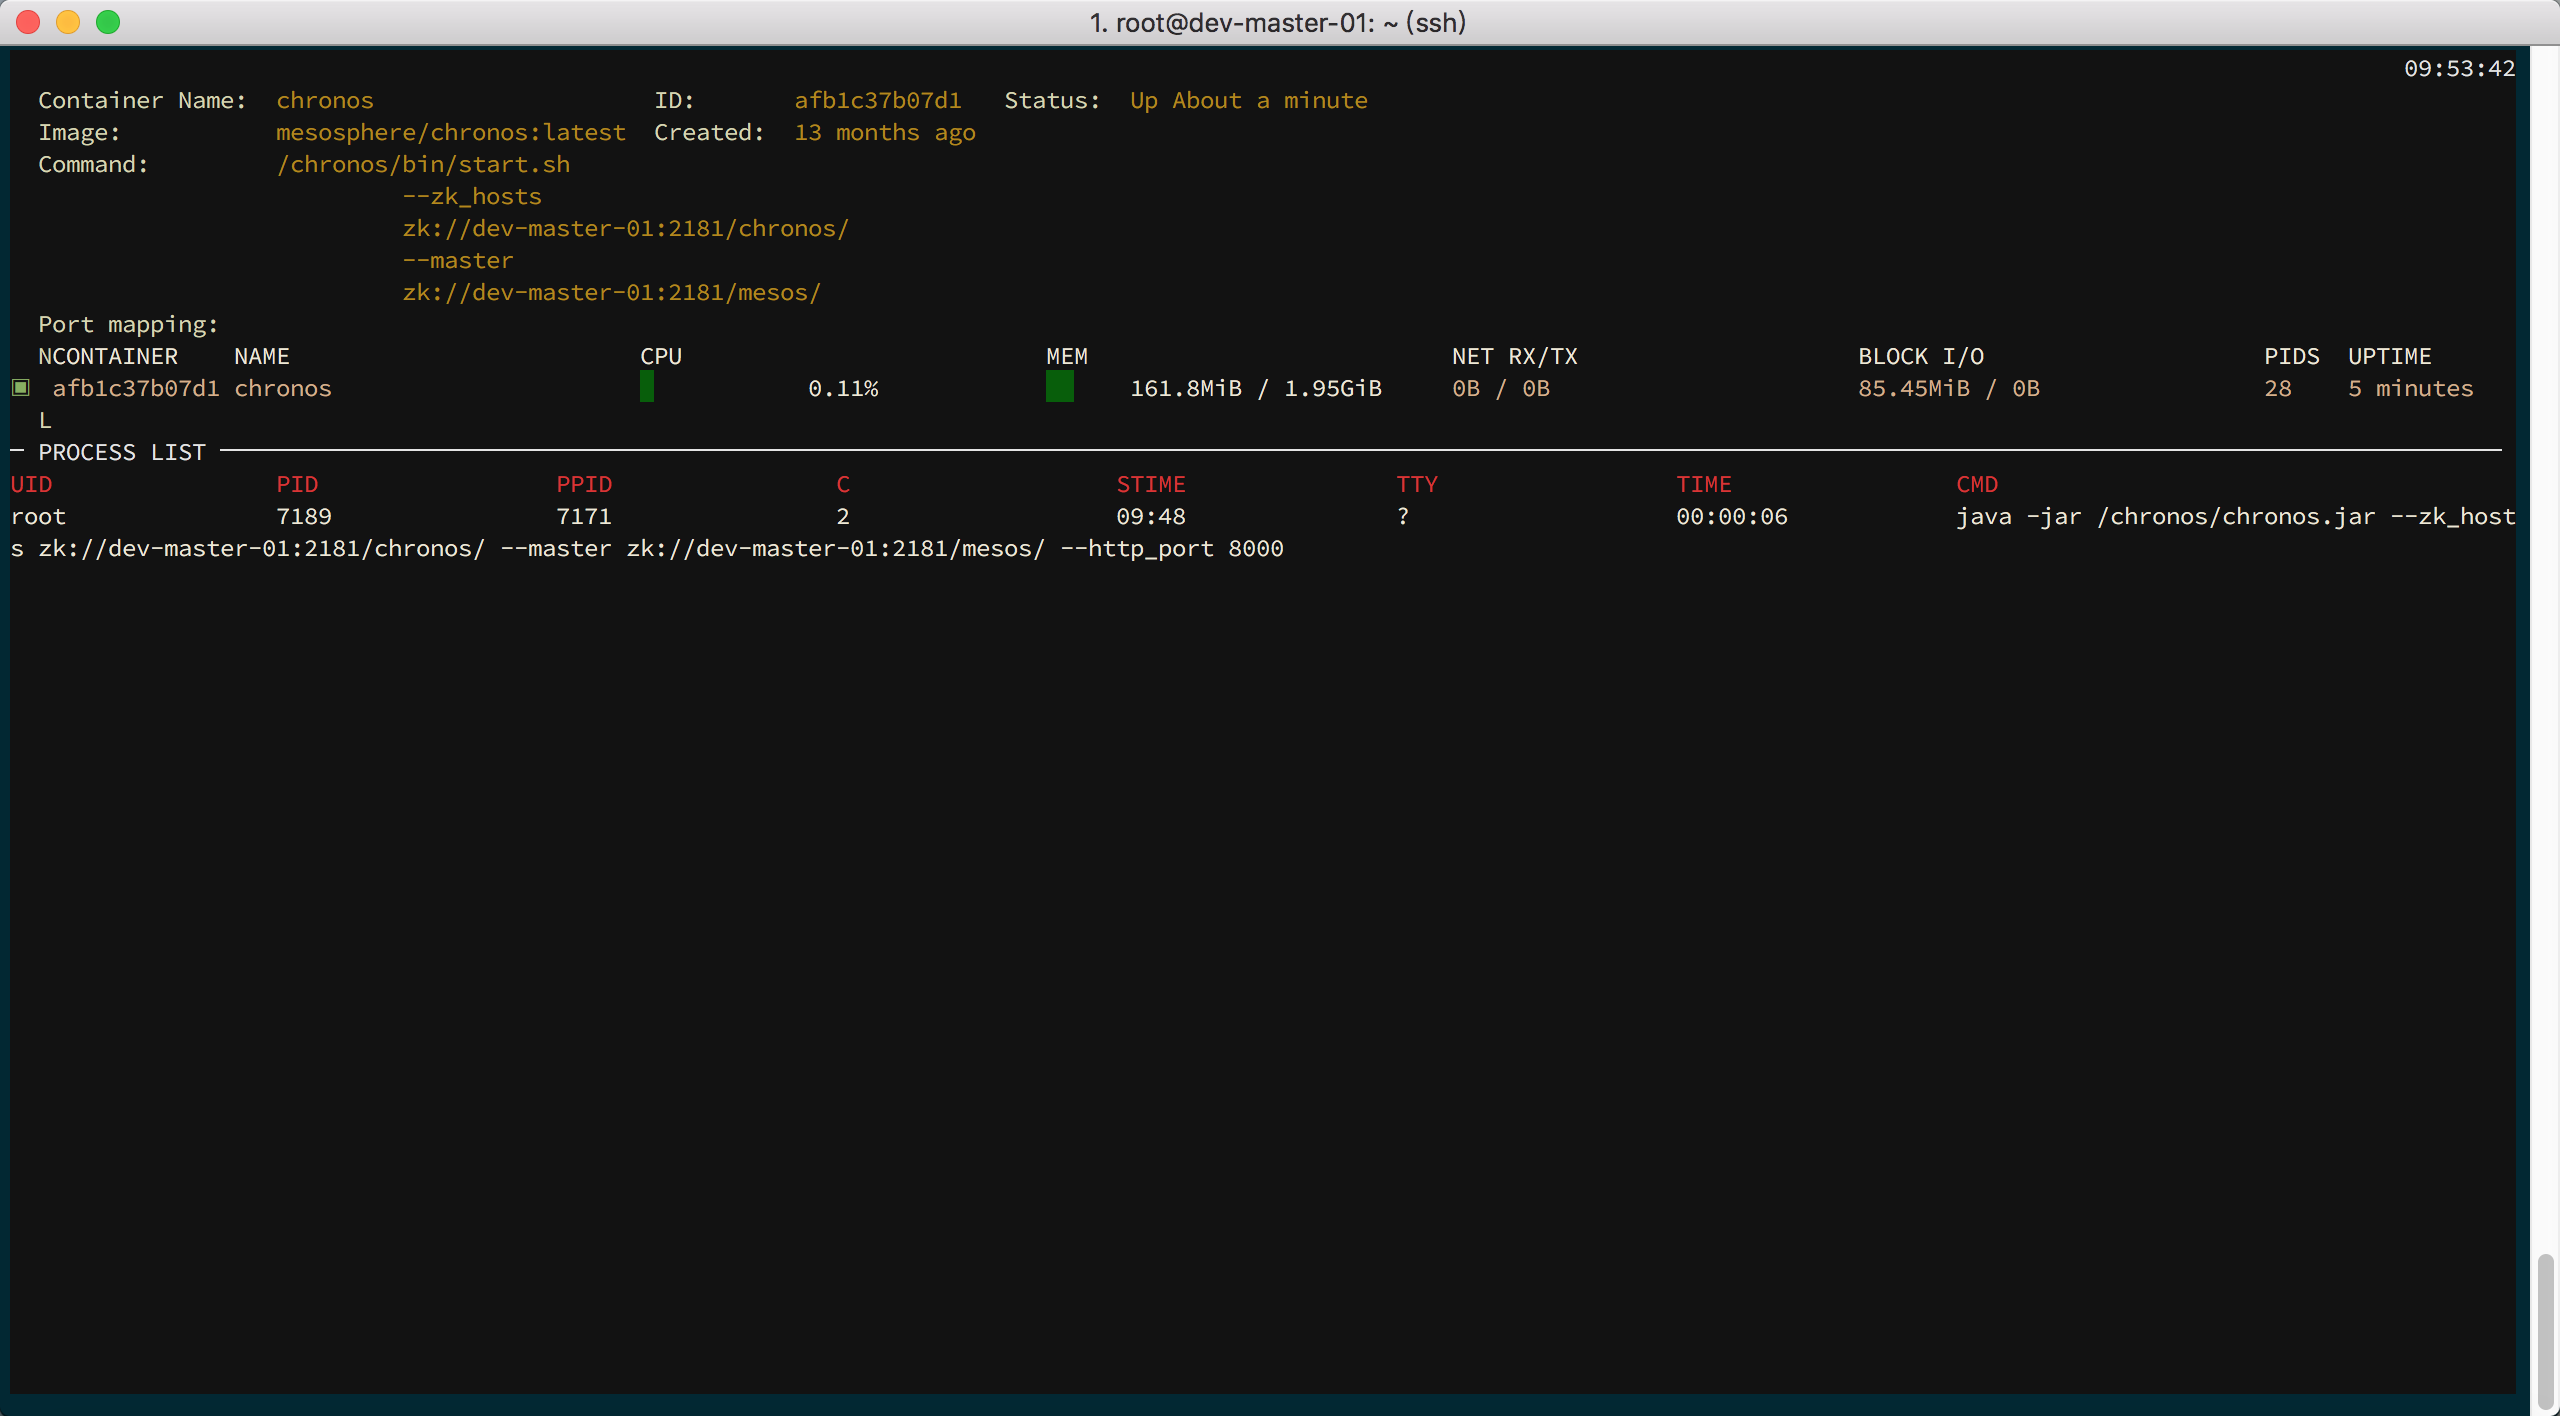 1. root@dev-master-01: ~ (ssh)
09:53:42
Container Name: chronos ID: afb1c37b07d1 Status: Up About a minute
Image: mesosphere/chronos:latest Created: 13 months ago
Command: /chronos/bin/start.sh
--zk_hosts
zk://dev-master-01:2181/chronos/
--master
zk://dev-master-01:2181/mesos/
Port mapping:
NCONTAINER NAME CPU MEM NET RX/TX BLOCK I/O PIDS UPTIME
afb1c37b07d1 chronos 0.11% 161.8MiB / 1.95GiB 0B / 0B 85.45MiB / 0B 28 5 minutes
L
PROCESS LIST
UID PID PPID C STIME TTY TIME CMD
root 7189 7171 2 09:48 ? 00:00:06 java -jar /chronos/chronos.jar --zk_host
s zk://dev-master-01:2181/chronos/ --master zk://dev-master-01:2181/mesos/ --http_port 8000